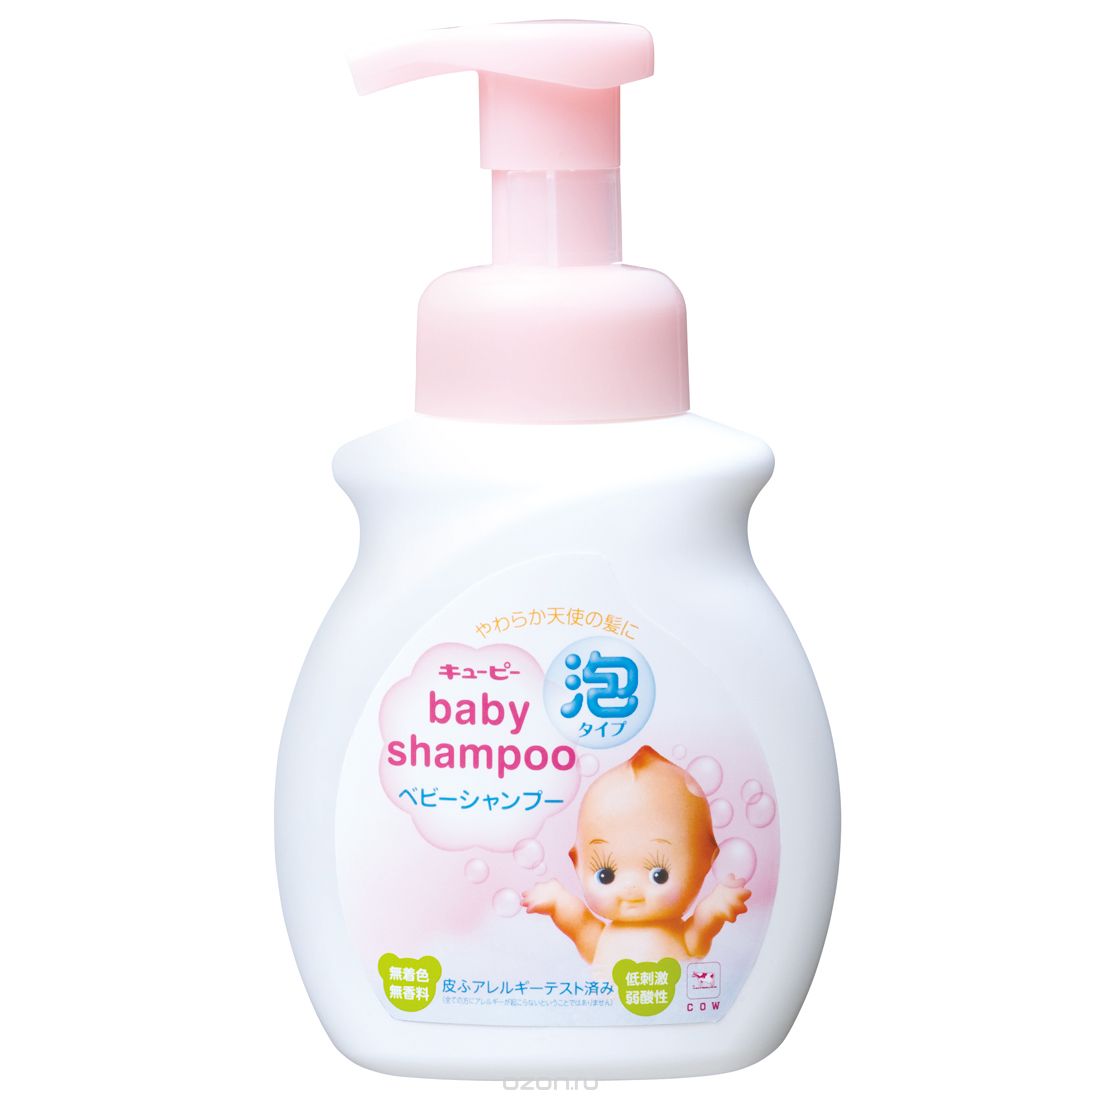 やわらか天使の髪に
キューピー
baby
shampoo
ベビーシャンプー
泡
タイプ
無着色
無香料
皮ふアレルギーテスト済み
(全ての方にアレルギーが起こらないということではありません)
低刺激
弱酸性
COW
ozon.ru